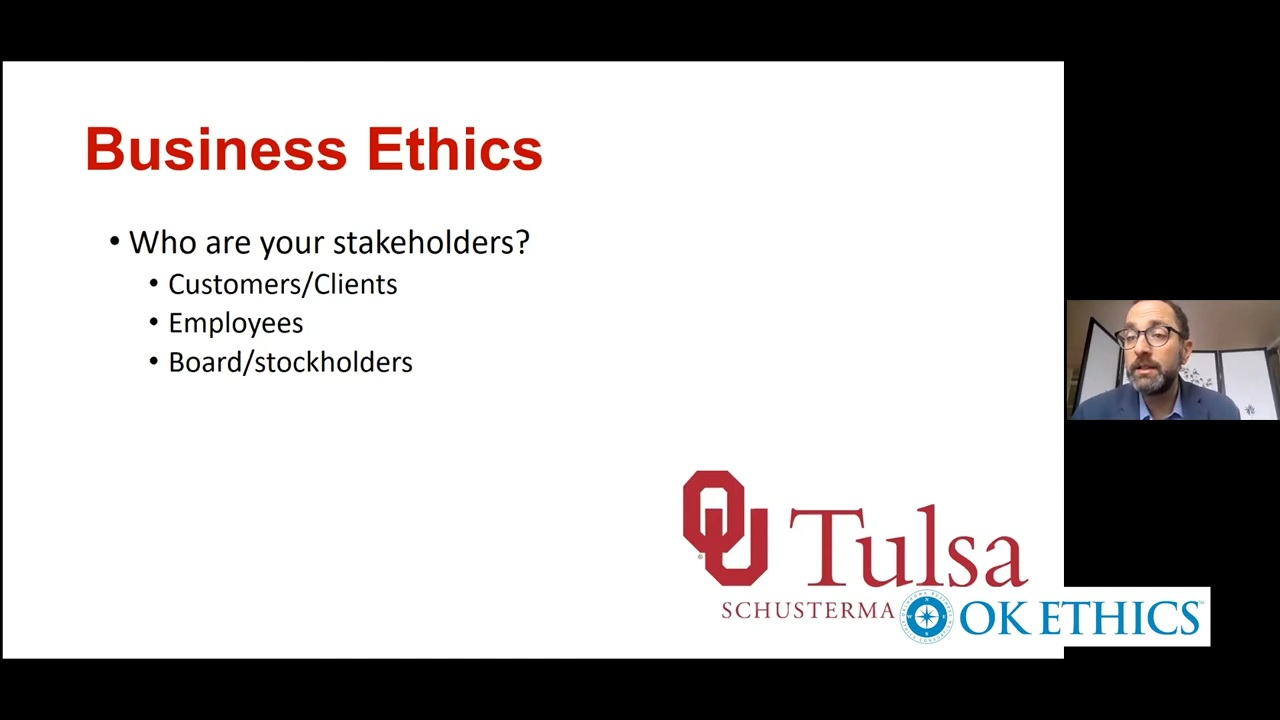 Business Ethics
• Who are your stakeholders?
• Customers/Clients
• Employees
• Board/stockholders
OU Tulsa
SCHUSTERMA
OK ETHICS